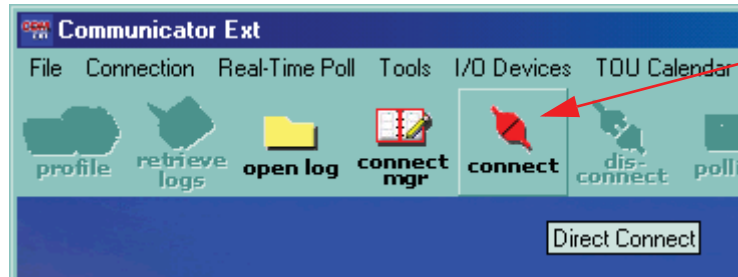 Communicator Ext
File Connection Real-Time Poll Tools I/O Devices TOU Calendar
profile retrieve logs open log connect mgr connect dis-connect polli
Direct Connect